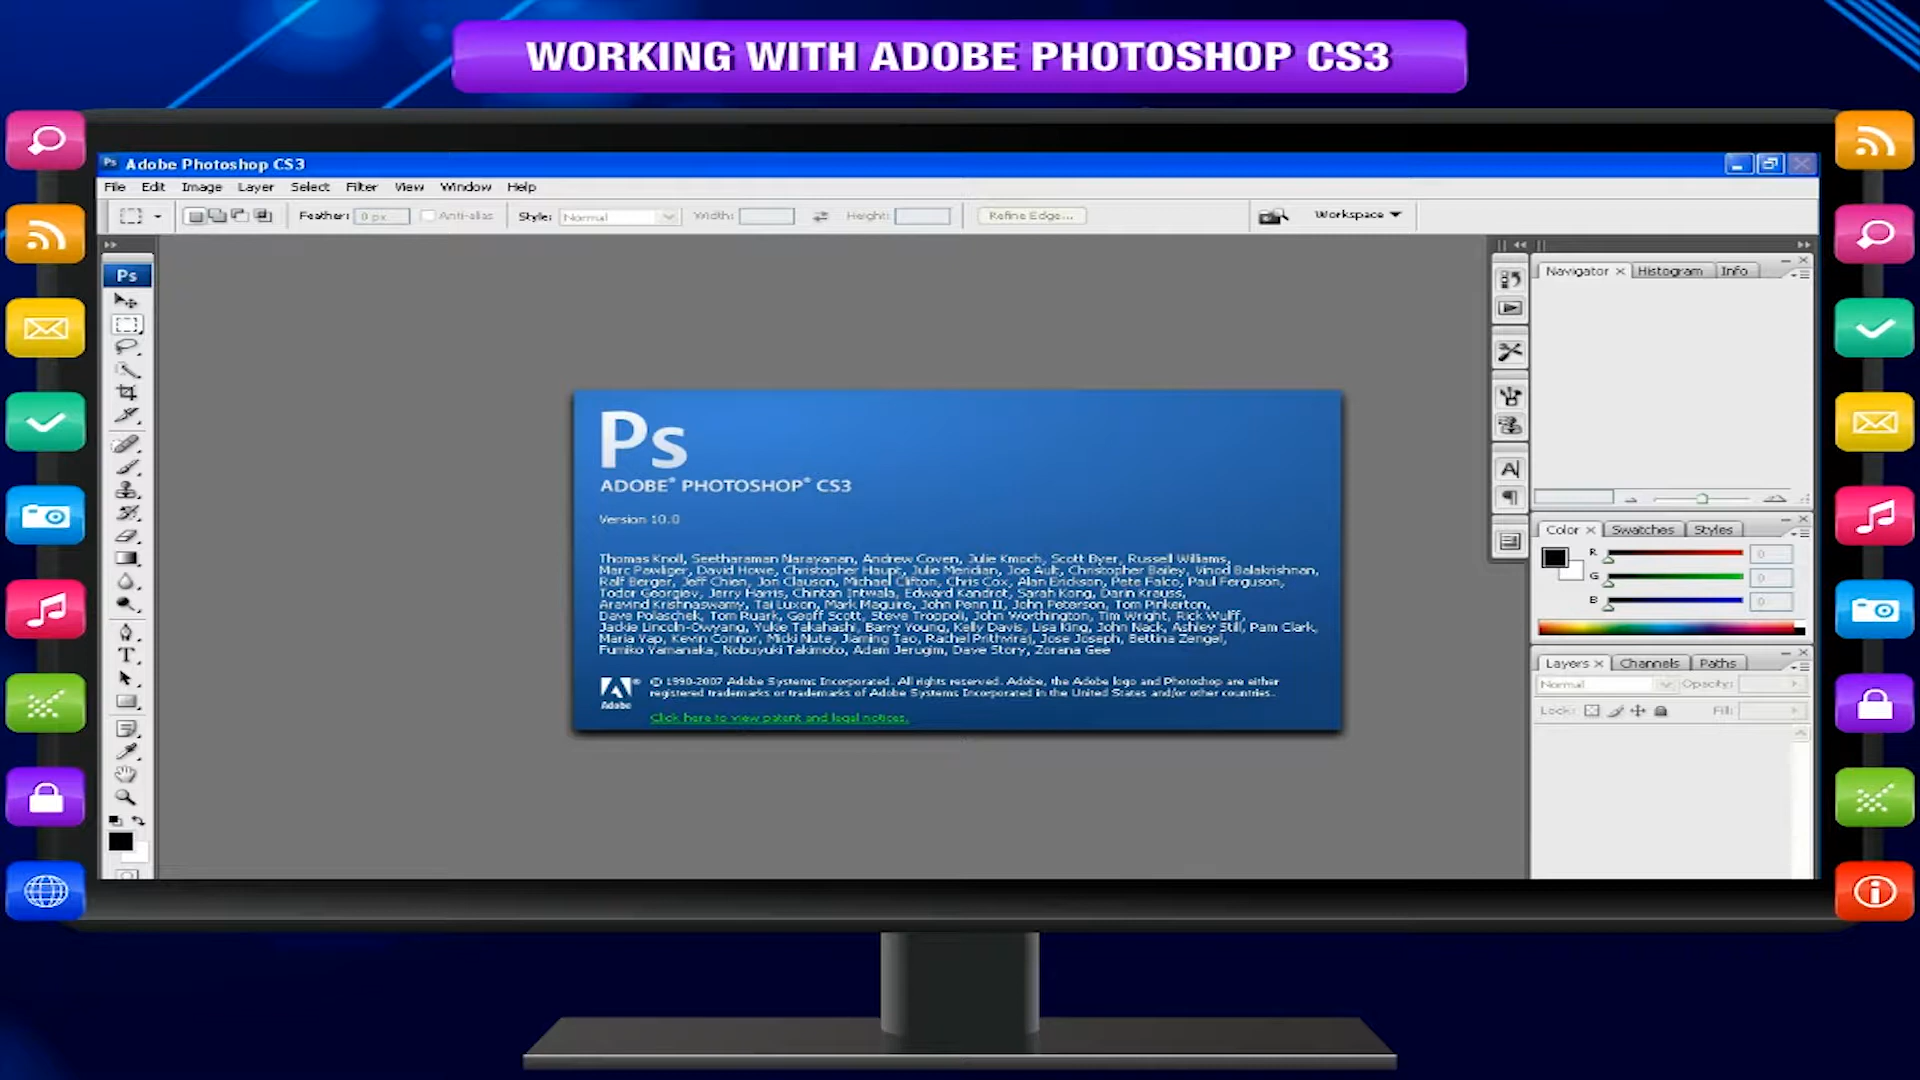 WORKING WITH ADOBE PHOTOSHOP CS3
Ps Adobe Photoshop CS3
File Edit Image Layer Select Filter View Window Help
Feather: 0 px Anti-alias Style: Normal Width: Height: Refine Edge... Workspace
Ps
Navigator Histogram Info
Ps
ADOBE® PHOTOSHOP® CS3
Version 10.0
Thomas Knoll, Seetharaman Narayanan, Andrew Coven, Julie Kmoch, Scott Byer, Russell Williams,
Marc Pawliger, David Howe, Christopher Haupt, Julie Meridian, Joe Ault, Christopher Bailey, Vinod Balakrishnan,
Ralf Berger, Jeff Chien, Jon Clauson, Michael Clifton, Chris Cox, Alan Erickson, Pete Falco, Paul Ferguson,
Todor Georgiev, Jerry Harris, Chintan Intwala, Edward Kandrot, Sarah Kong, Darin Krauss,
Aravind Krishnaswamy, Tai Luxon, Mark Maguire, John Penn II, John Peterson, Tom Pinkerton,
Dave Polaschek, Tom Ruark, Geoff Scott, Steve Troppoli, John Worthington, Tim Wright, Rick Wulff,
Jackie Lincoln-Owyang, Yukie Takahashi, Barry Young, Kelly Davis, Lisa King, John Nack, Ashley Still, Pam Clark,
Maria Yap, Kevin Connor, Micki Nute, Jiaming Tao, Rachel Prithviraj, Jose Joseph, Bettina Zengel,
Fumiko Yamanaka, Nobuyuki Takimoto, Adam Jerugim, Dave Story, Zorana Gee
© 1990-2007 Adobe Systems Incorporated. All rights reserved. Adobe, the Adobe logo and Photoshop are either
registered trademarks or trademarks of Adobe Systems Incorporated in the United States and/or other countries.
Adobe
Click here to view patent and legal notices.
Color Swatches Styles
R 0
G 0
B 0
Layers Channels Paths
Normal Opacity:
Lock: Fill: